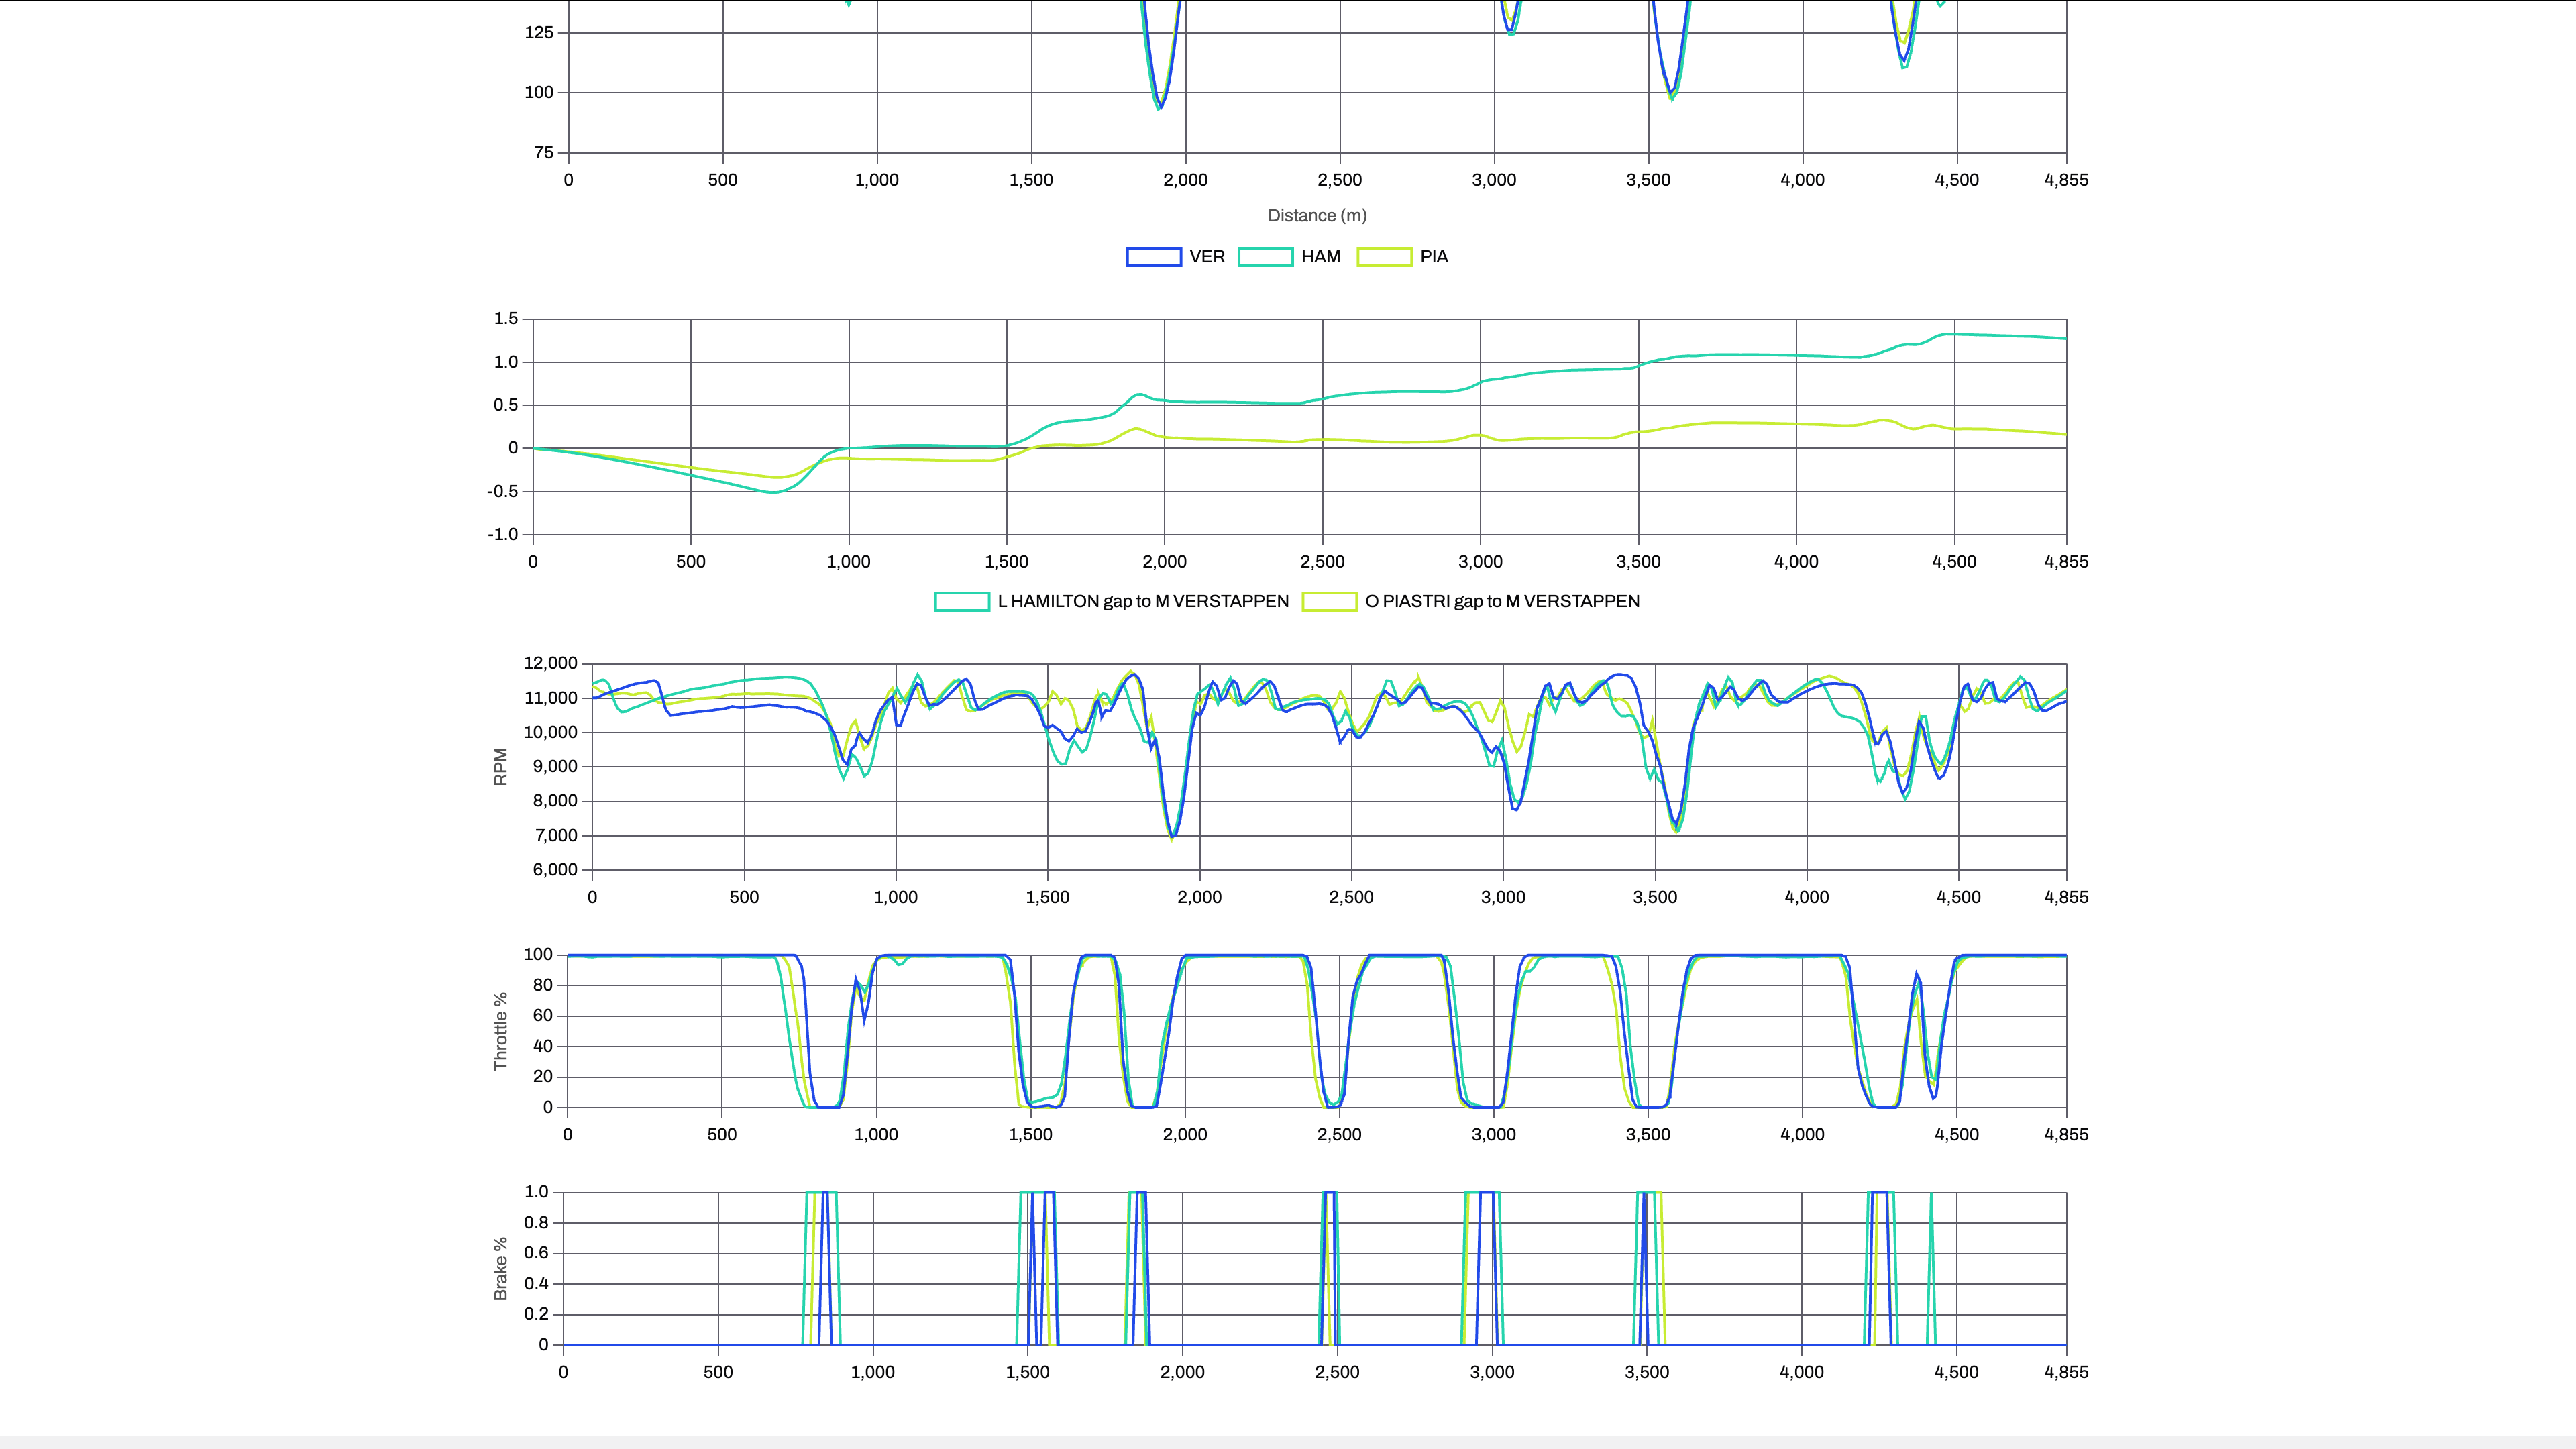 125
100
75
0 500 1,000 1,500 2,000 2,500 3,000 3,500 4,000 4,500 4,855
Distance (m)
VER HAM PIA
1.5
1.0
0.5
0
-0.5
-1.0
0 500 1,000 1,500 2,000 2,500 3,000 3,500 4,000 4,500 4,855
L HAMILTON gap to M VERSTAPPEN O PIASTRI gap to M VERSTAPPEN
RPM
12,000
11,000
10,000
9,000
8,000
7,000
6,000
0 500 1,000 1,500 2,000 2,500 3,000 3,500 4,000 4,500 4,855
Throttle %
100
80
60
40
20
0
0 500 1,000 1,500 2,000 2,500 3,000 3,500 4,000 4,500 4,855
Brake %
1.0
0.8
0.6
0.4
0.2
0
0 500 1,000 1,500 2,000 2,500 3,000 3,500 4,000 4,500 4,855